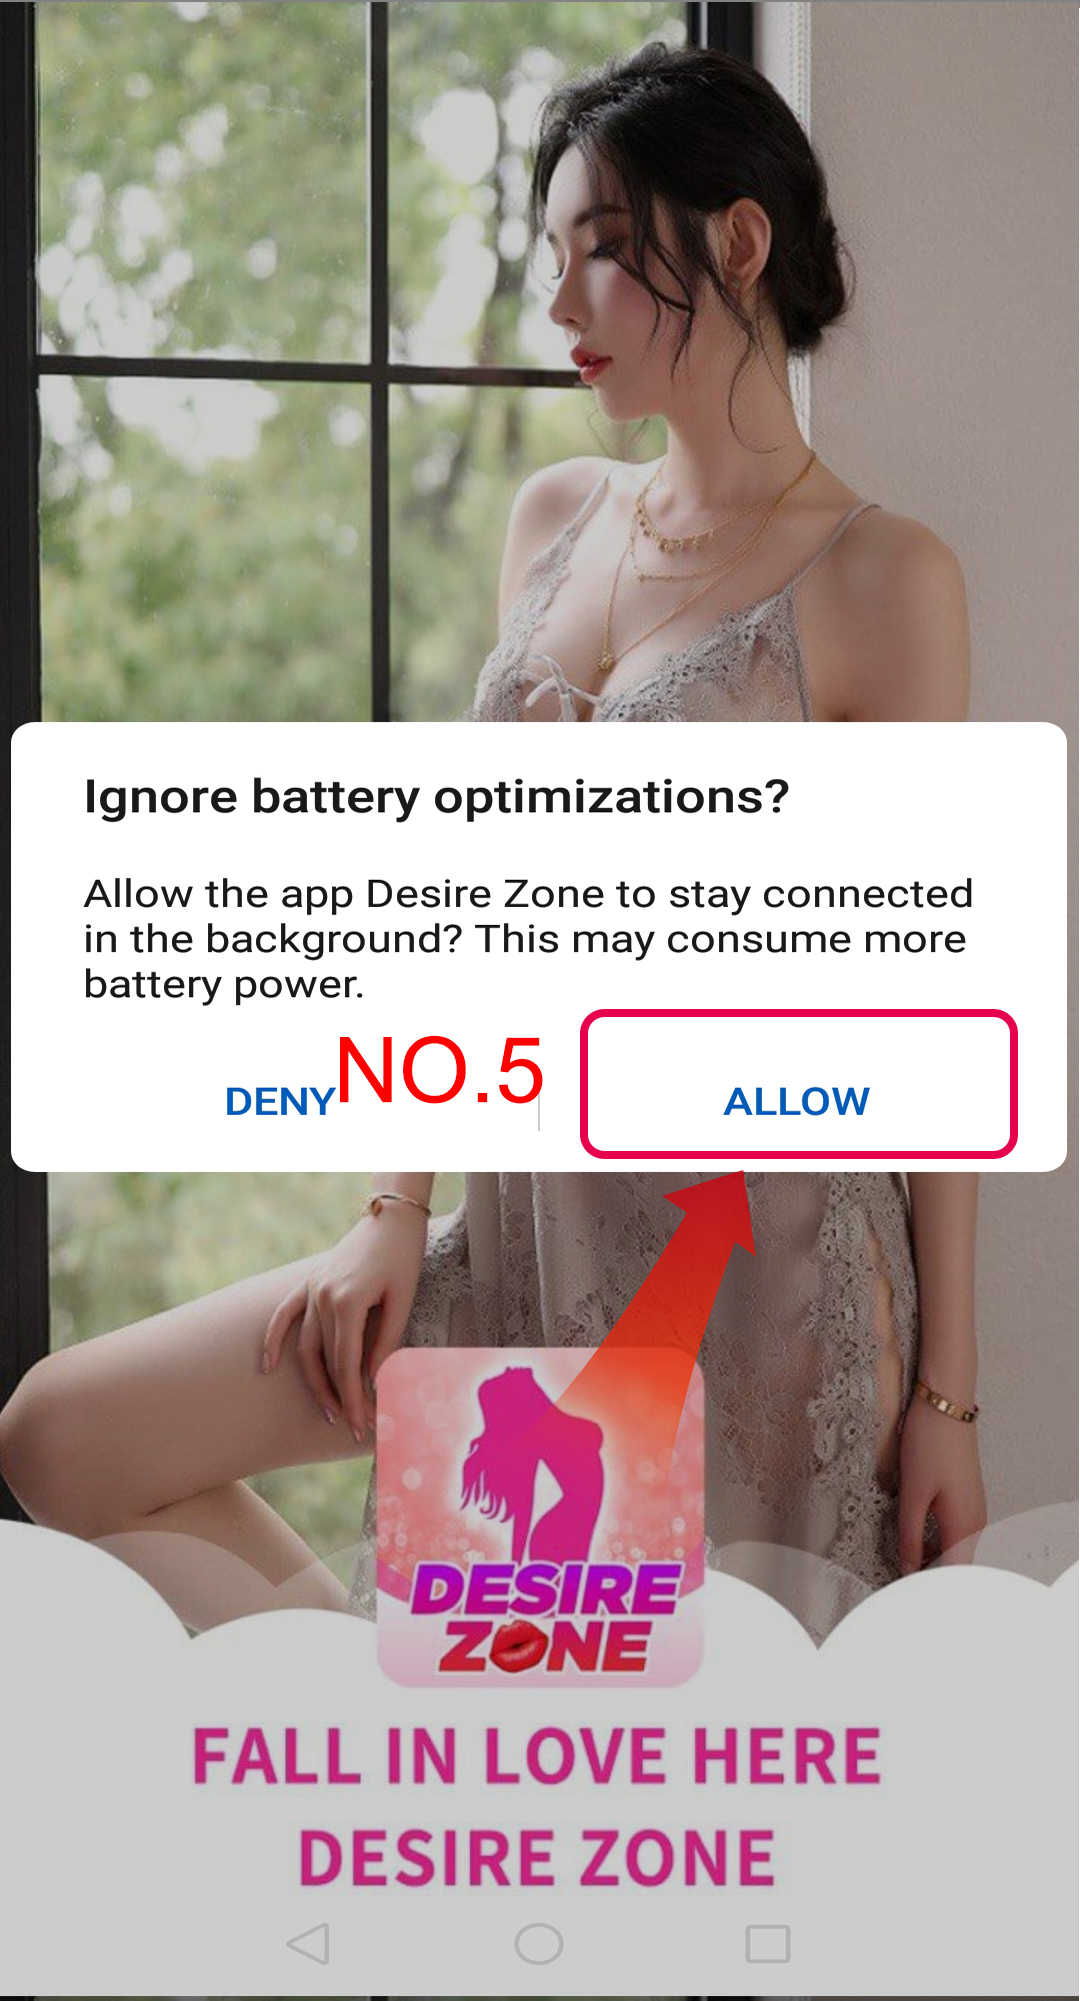 Ignore battery optimizations?
Allow the app Desire Zone to stay connected
in the background? This may consume more
battery power.
DENY
NO.5
ALLOW
DESIRE
ZONE
FALL IN LOVE HERE
DESIRE ZONE